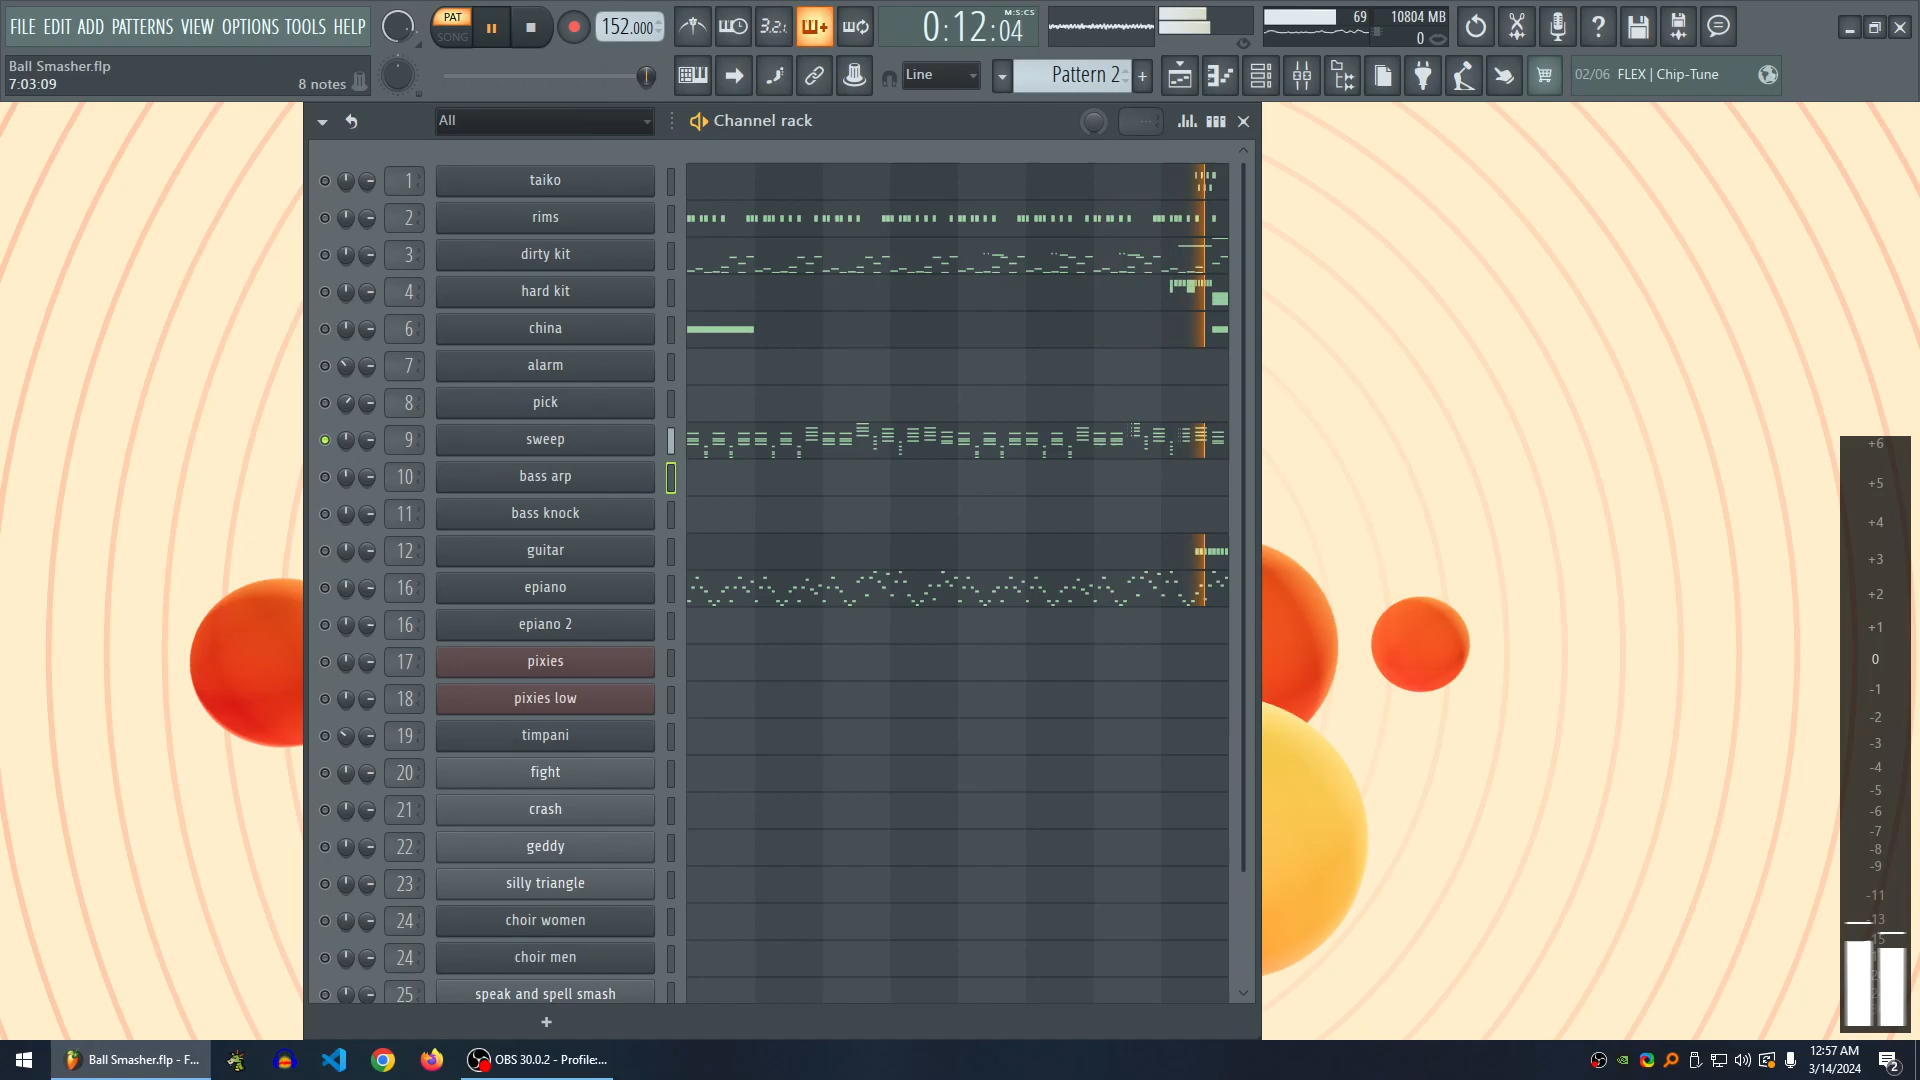 FILE EDIT ADD PATTERNS VIEW OPTIONS TOOLS HELP
Ball Smasher.flp
7:03:09
8 notes
PAT
SONG
152.000
3.2.
0:12:04
M:S:CS
69
10804 MB
0
Line
Pattern 2
+
02/06 FLEX | Chip-Tune
All
Channel rack
1 taiko
2 rims
3 dirty kit
4 hard kit
6 china
7 alarm
8 pick
9 sweep
10 bass arp
11 bass knock
12 guitar
16 epiano
16 epiano 2
17 pixies
18 pixies low
19 timpani
20 fight
21 crash
22 geddy
23 silly triangle
24 choir women
24 choir men
25 speak and spell smash
+
+6
+5
+4
+3
+2
+1
0
-1
-2
-3
-4
-5
-6
-7
-8
-9
-11
-13
15
Ball Smasher.flp - F...
OBS 30.0.2 - Profile:...
12:57 AM
3/14/2024
2